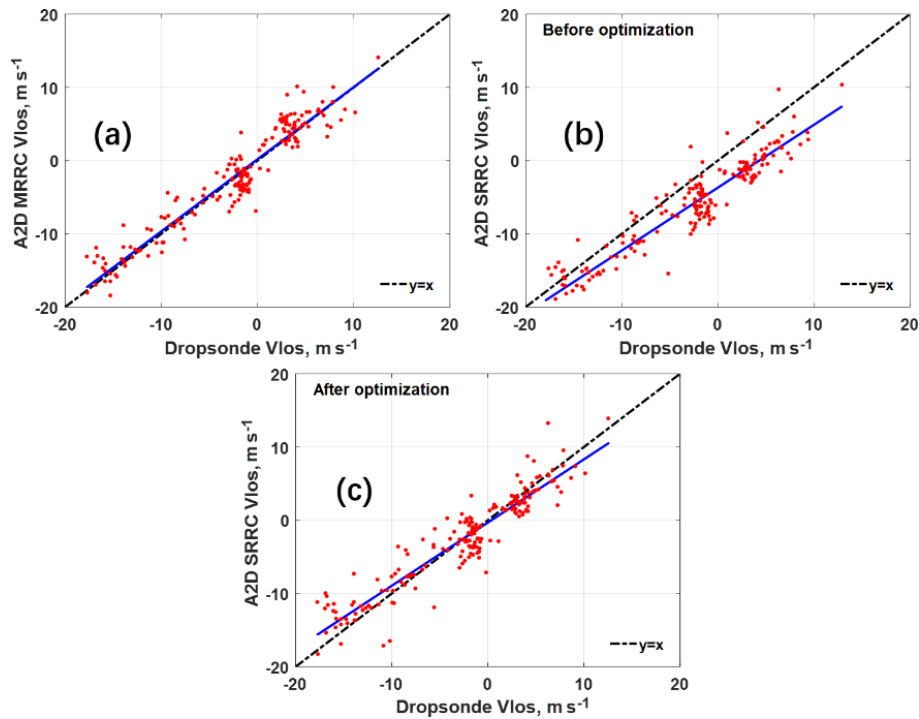 20
10
0
-10
-20
-20
-10
0
10
20
A2D MRRC Vlos, m s-1
Dropsonde Vlos, m s-1
(a)
y=x
Before optimization
20
10
0
-10
-20
-20
-10
0
10
20
A2D SRRC Vlos, m s-1
Dropsonde Vlos, m s-1
(b)
y=x
After optimization
20
10
0
-10
-20
-20
-10
0
10
20
A2D SRRC Vlos, m s-1
Dropsonde Vlos, m s-1
(c)
y=x